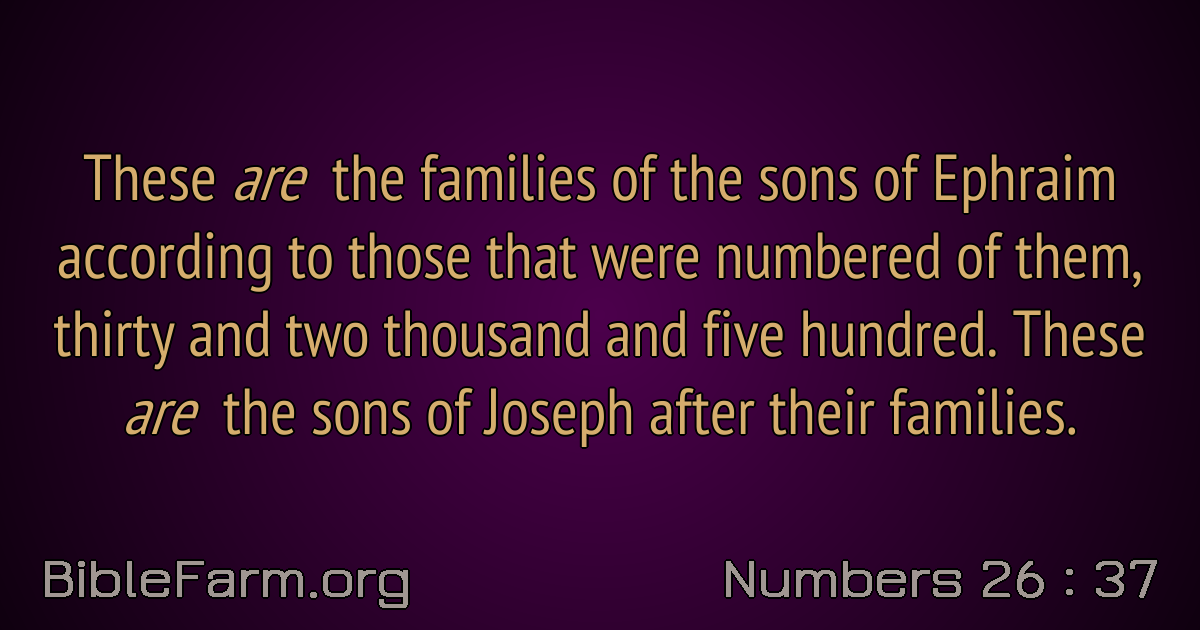 These are the families of the sons of Ephraim
according to those that were numbered of them,
thirty and two thousand and five hundred. These
are the sons of Joseph after their families.
BibleFarm.org
Numbers 26 : 37